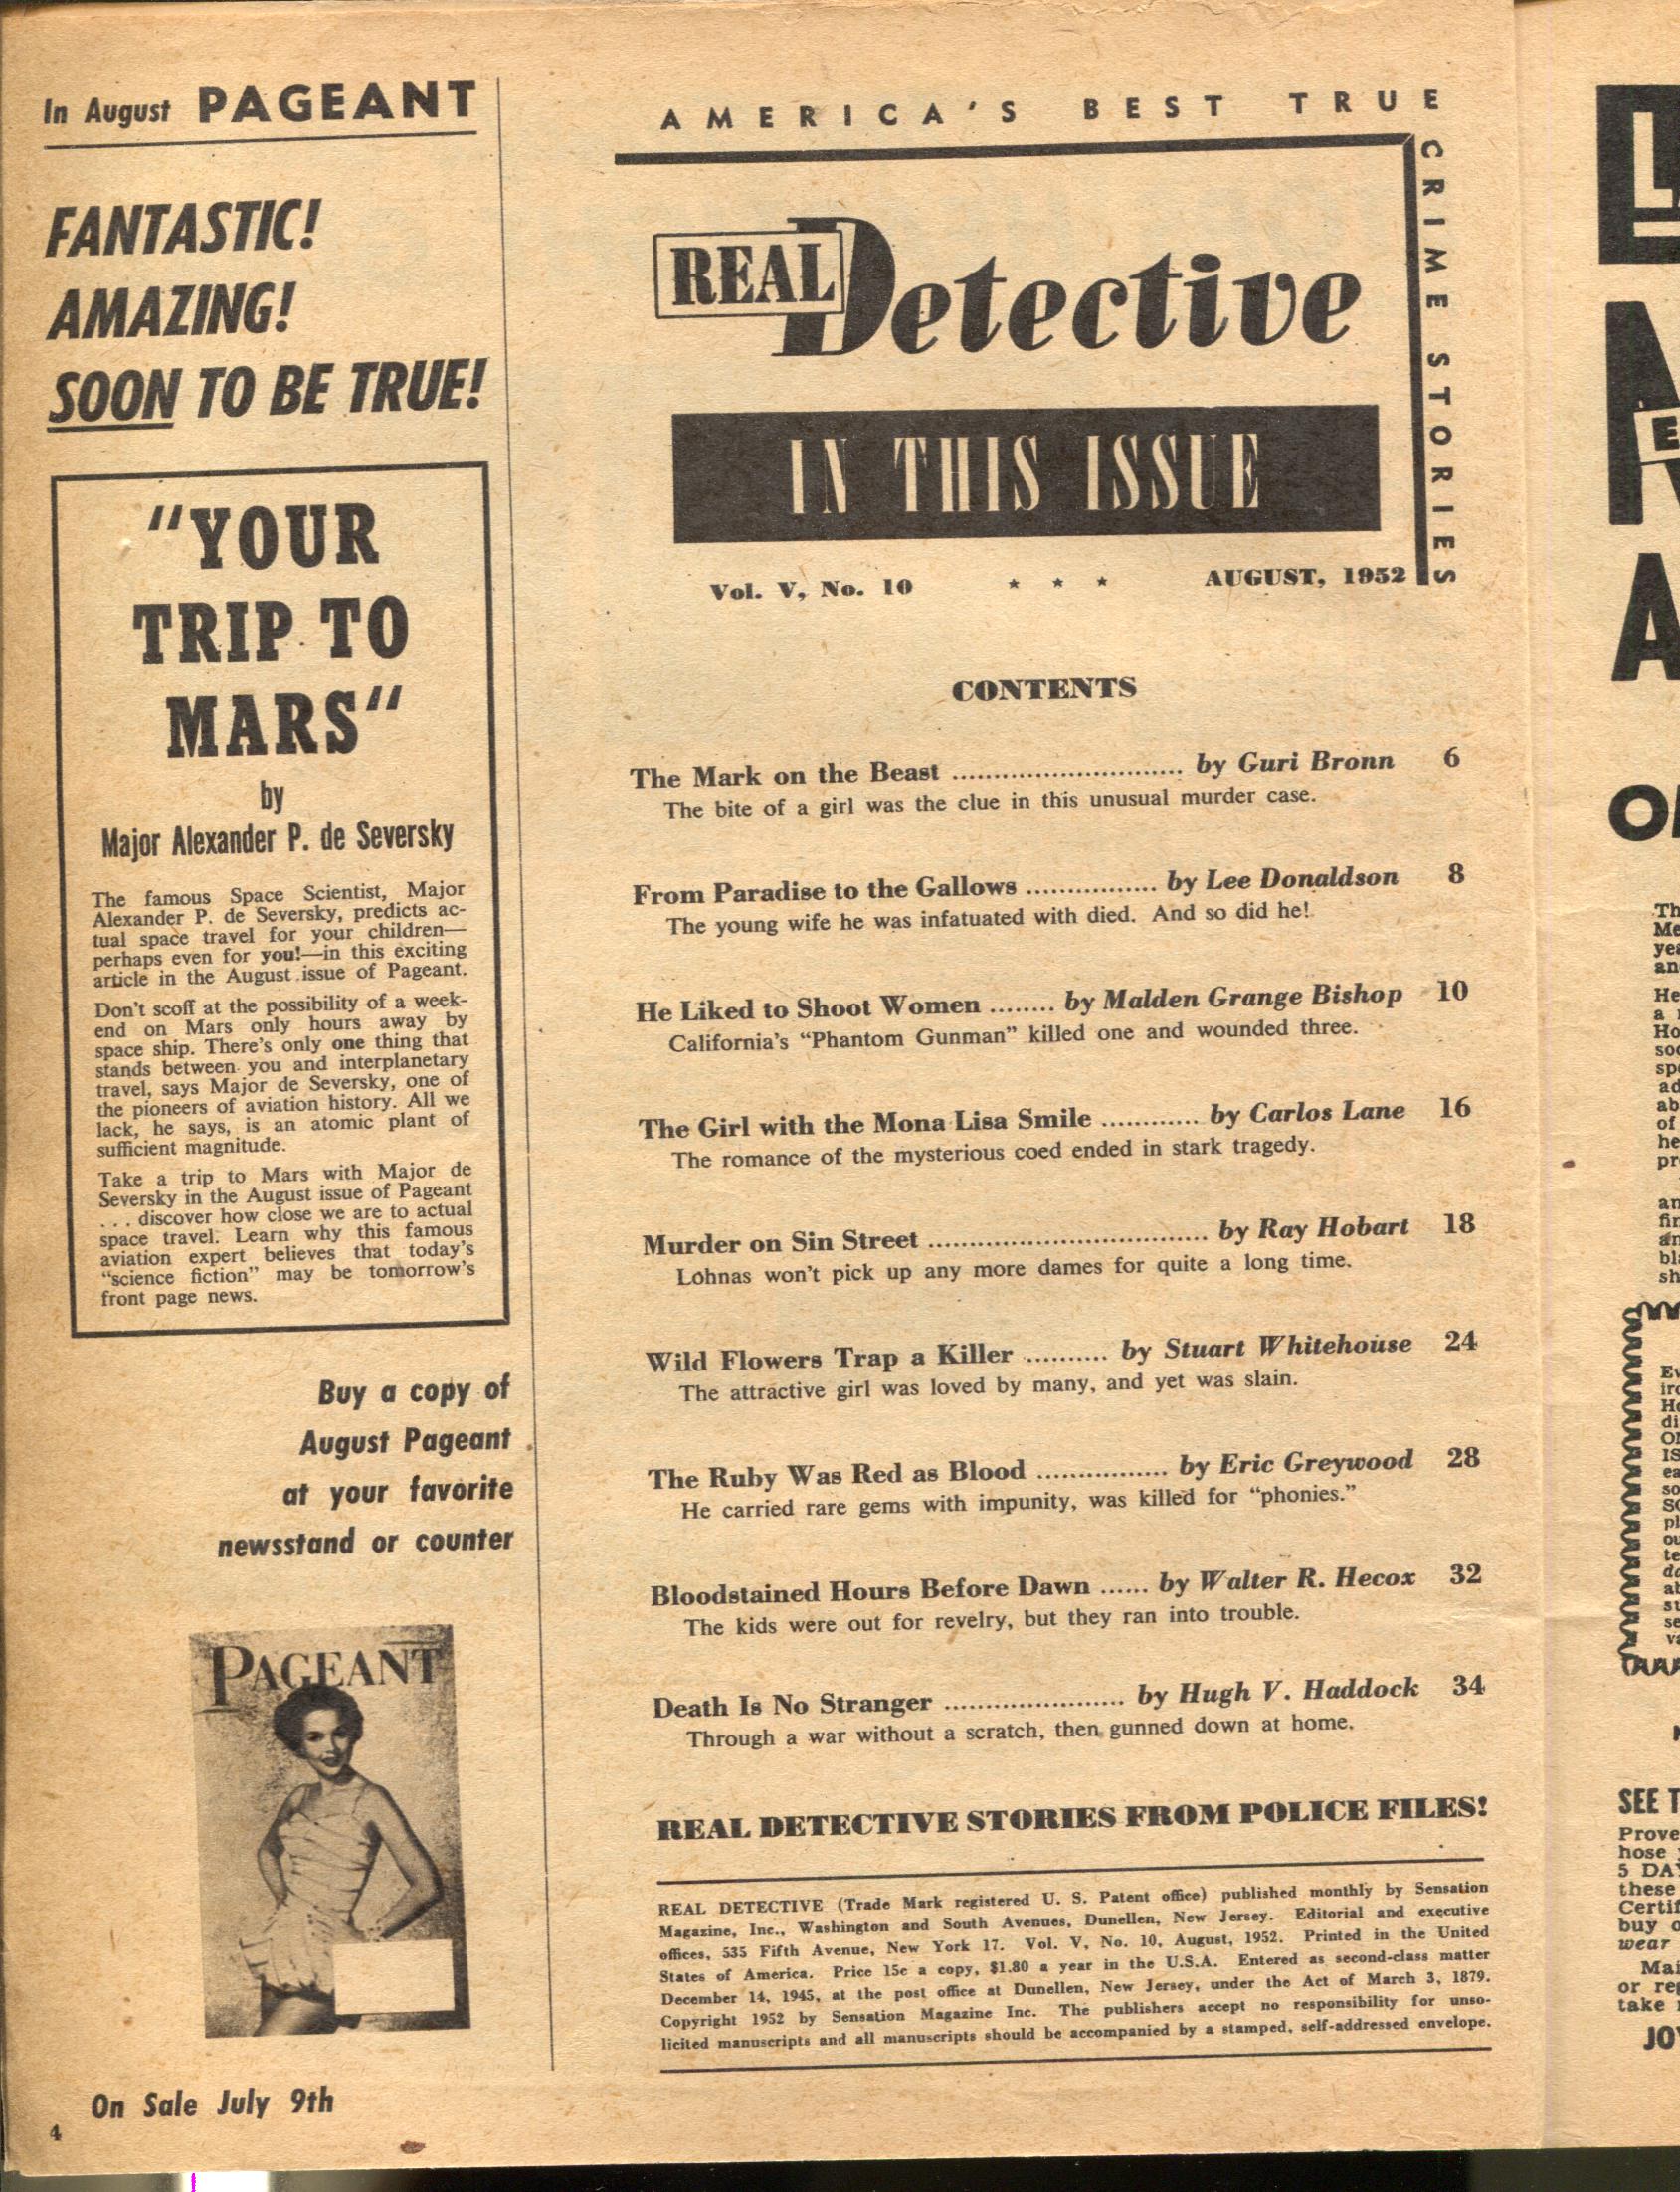 In August PAGEANT
FANTASTIC!
AMAZING!
SOON TO BE TRUE!
"YOUR
TRIP TO
MARS"
by
Major Alexander P. de Seversky
The famous Space Scientist, Major
Alexander P. de Seversky, predicts ac-
tual space travel for your children—
perhaps even for you!—in this exciting
article in the August issue of Pageant.
Don't scoff at the possibility of a week-
end on Mars only hours away by
space ship. There's only one thing that
stands between you and interplanetary
travel, says Major de Seversky, one of
the pioneers of aviation history. All we
lack, he says, is an atomic plant of
sufficient magnitude.
Take a trip to Mars with Major de
Seversky in the August issue of Pageant
. . . discover how close we are to actual
space travel. Learn why this famous
aviation expert believes that today's
"science fiction" may be tomorrow's
front page news.
Buy a copy of
August Pageant
at your favorite
newsstand or counter
PAGEANT
On Sale July 9th
4
AMERICA'S BEST TRUE
CRIME STORIES
REAL Detective
IN THIS ISSUE
Vol. V, No. 10 * * * AUGUST, 1952
CONTENTS
The Mark on the Beast ............................ by Guri Bronn 6
The bite of a girl was the clue in this unusual murder case.
From Paradise to the Gallows ................ by Lee Donaldson 8
The young wife he was infatuated with died. And so did he!
He Liked to Shoot Women ........ by Malden Grange Bishop 10
California's "Phantom Gunman" killed one and wounded three.
The Girl with the Mona Lisa Smile ............ by Carlos Lane 16
The romance of the mysterious coed ended in stark tragedy.
Murder on Sin Street .................................. by Ray Hobart 18
Lohnas won't pick up any more dames for quite a long time.
Wild Flowers Trap a Killer .......... by Stuart Whitehouse 24
The attractive girl was loved by many, and yet was slain.
The Ruby Was Red as Blood ................ by Eric Greywood 28
He carried rare gems with impunity, was killed for "phonies."
Bloodstained Hours Before Dawn ...... by Walter R. Hecox 32
The kids were out for revelry, but they ran into trouble.
Death Is No Stranger ...................... by Hugh V. Haddock 34
Through a war without a scratch, then gunned down at home.
REAL DETECTIVE STORIES FROM POLICE FILES!
REAL DETECTIVE (Trade Mark registered U. S. Patent office) published monthly by Sensation
Magazine, Inc., Washington and South Avenues, Dunellen, New Jersey. Editorial and executive
offices, 535 Fifth Avenue, New York 17. Vol. V, No. 10, August, 1952. Printed in the United
States of America. Price 15c a copy, $1.80 a year in the U.S.A. Entered as second-class matter
December 14, 1945, at the post office at Dunellen, New Jersey, under the Act of March 3, 1879.
Copyright 1952 by Sensation Magazine Inc. The publishers accept no responsibility for unso-
licited manuscripts and all manuscripts should be accompanied by a stamped, self-addressed envelope.
SEE
Prove
hose
5 DAY
these
Certif
buy
wear
or
take